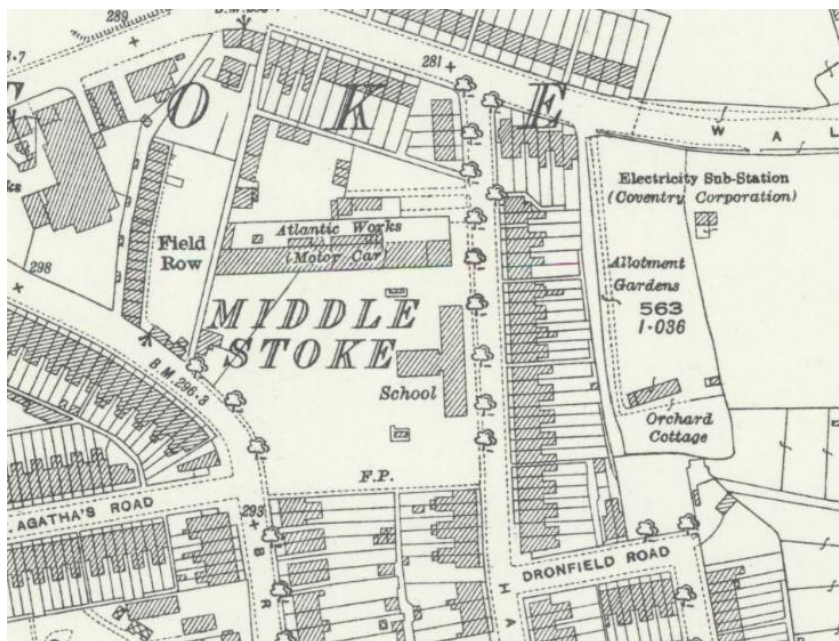 289
281
O K E
W A L
Electricity Sub-Station
(Coventry Corporation)
Atlantic Works
(Motor Car)
Field
Row
298
Allotment
Gardens
563
1·036
MIDDLE
STOKE
B.M. 296·3
School
Orchard
Cottage
F.P.
AGATHA'S ROAD
293
B R
H A
DRONFIELD ROAD